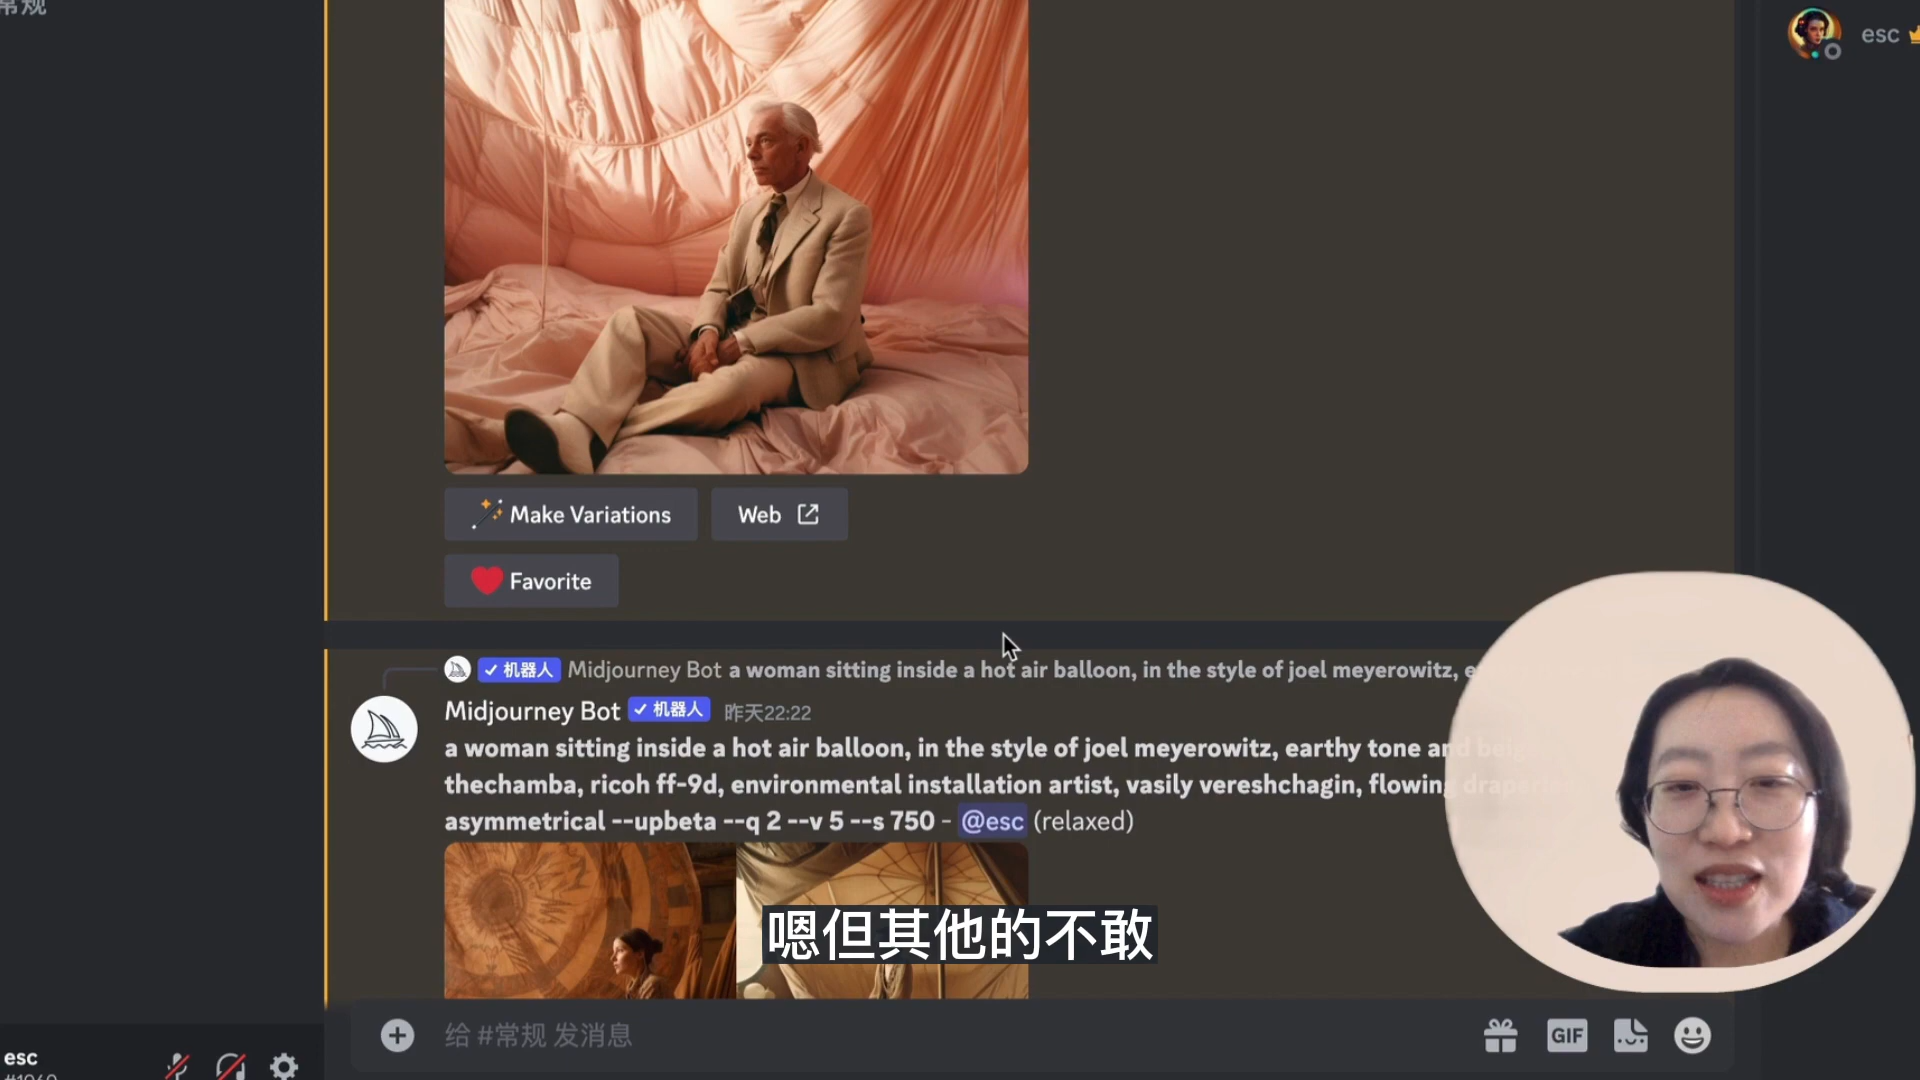 常规
esc
Make Variations
Web
Favorite
机器人 Midjourney Bot a woman sitting inside a hot air balloon, in the style of joel meyerowitz, e
Midjourney Bot 机器人 昨天22:22
a woman sitting inside a hot air balloon, in the style of joel meyerowitz, earthy tone and beige
thechamba, ricoh ff-9d, environmental installation artist, vasily vereshchagin, flowing draperies
asymmetrical --upbeta --q 2 --v 5 --s 750 - @esc (relaxed)
嗯但其他的不敢
给 #常规 发消息
GIF
esc